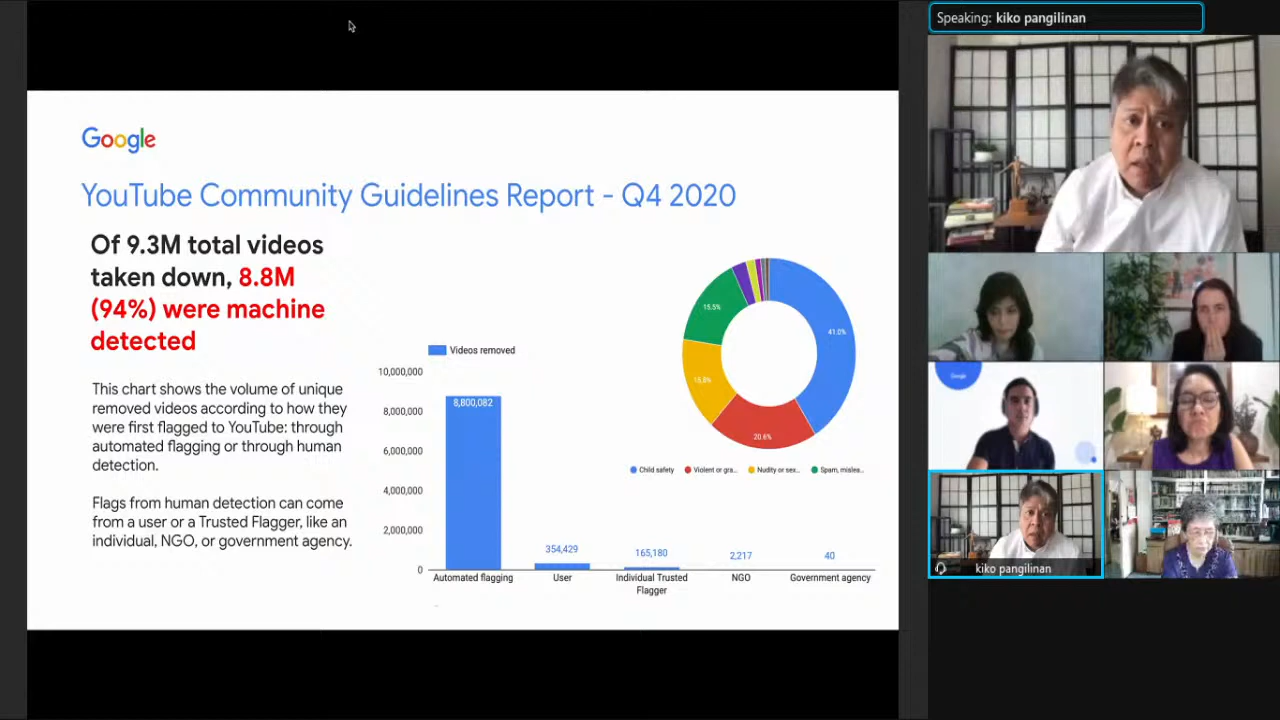 Speaking: kiko pangilinan
Google
YouTube Community Guidelines Report - Q4 2020
Of 9.3M total videos
taken down, 8.8M
(94%) were machine
detected
This chart shows the volume of unique
removed videos according to how they
were first flagged to YouTube: through
automated flagging or through human
detection.
Flags from human detection can come
from a user or a Trusted Flagger, like an
individual, NGO, or government agency.
Videos removed
10,000,000
8,000,000
6,000,000
4,000,000
2,000,000
0
8,800,082
354,429
165,180
2,217
40
Automated flagging
User
Individual Trusted
Flagger
NGO
Government agency
41.0%
20.6%
15.5%
Child safety
Violent or gra...
Nudity or sex...
Spam, mislea...
Google
kiko pangilinan